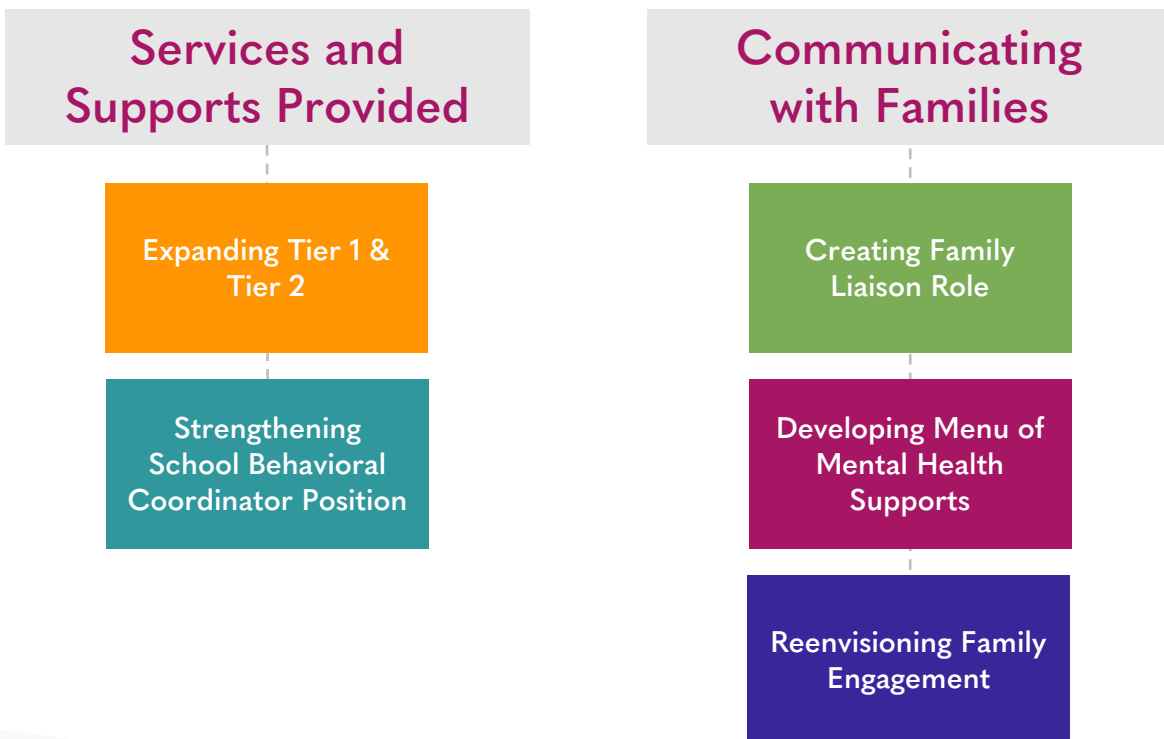 Services and
Supports Provided
Expanding Tier 1 &
Tier 2
Strengthening
School Behavioral
Coordinator Position
Communicating
with Families
Creating Family
Liaison Role
Developing Menu of
Mental Health
Supports
Reenvisioning Family
Engagement